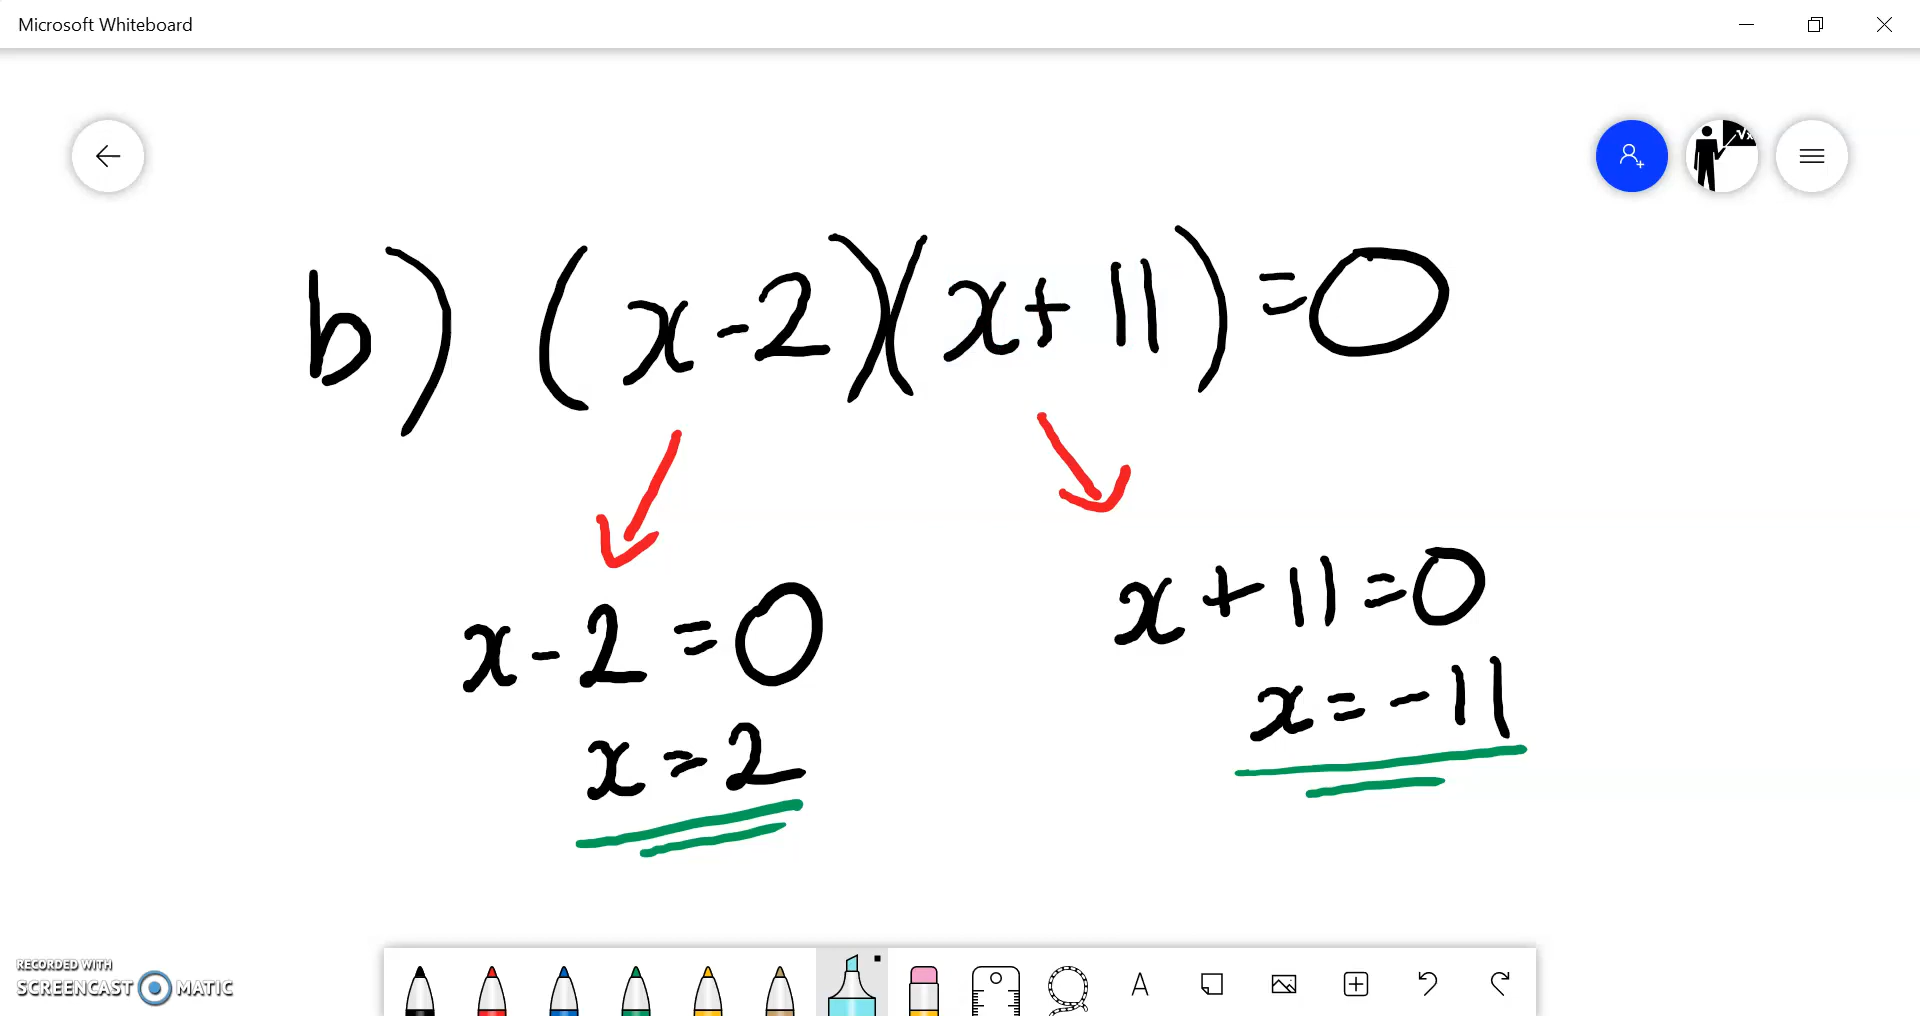 Microsoft Whiteboard
√x
b) (x-2)(x+11)=0
x-2=0
x+11=0
x=2
x=-11
RECORDED WITH
SCREENCAST MATIC
A